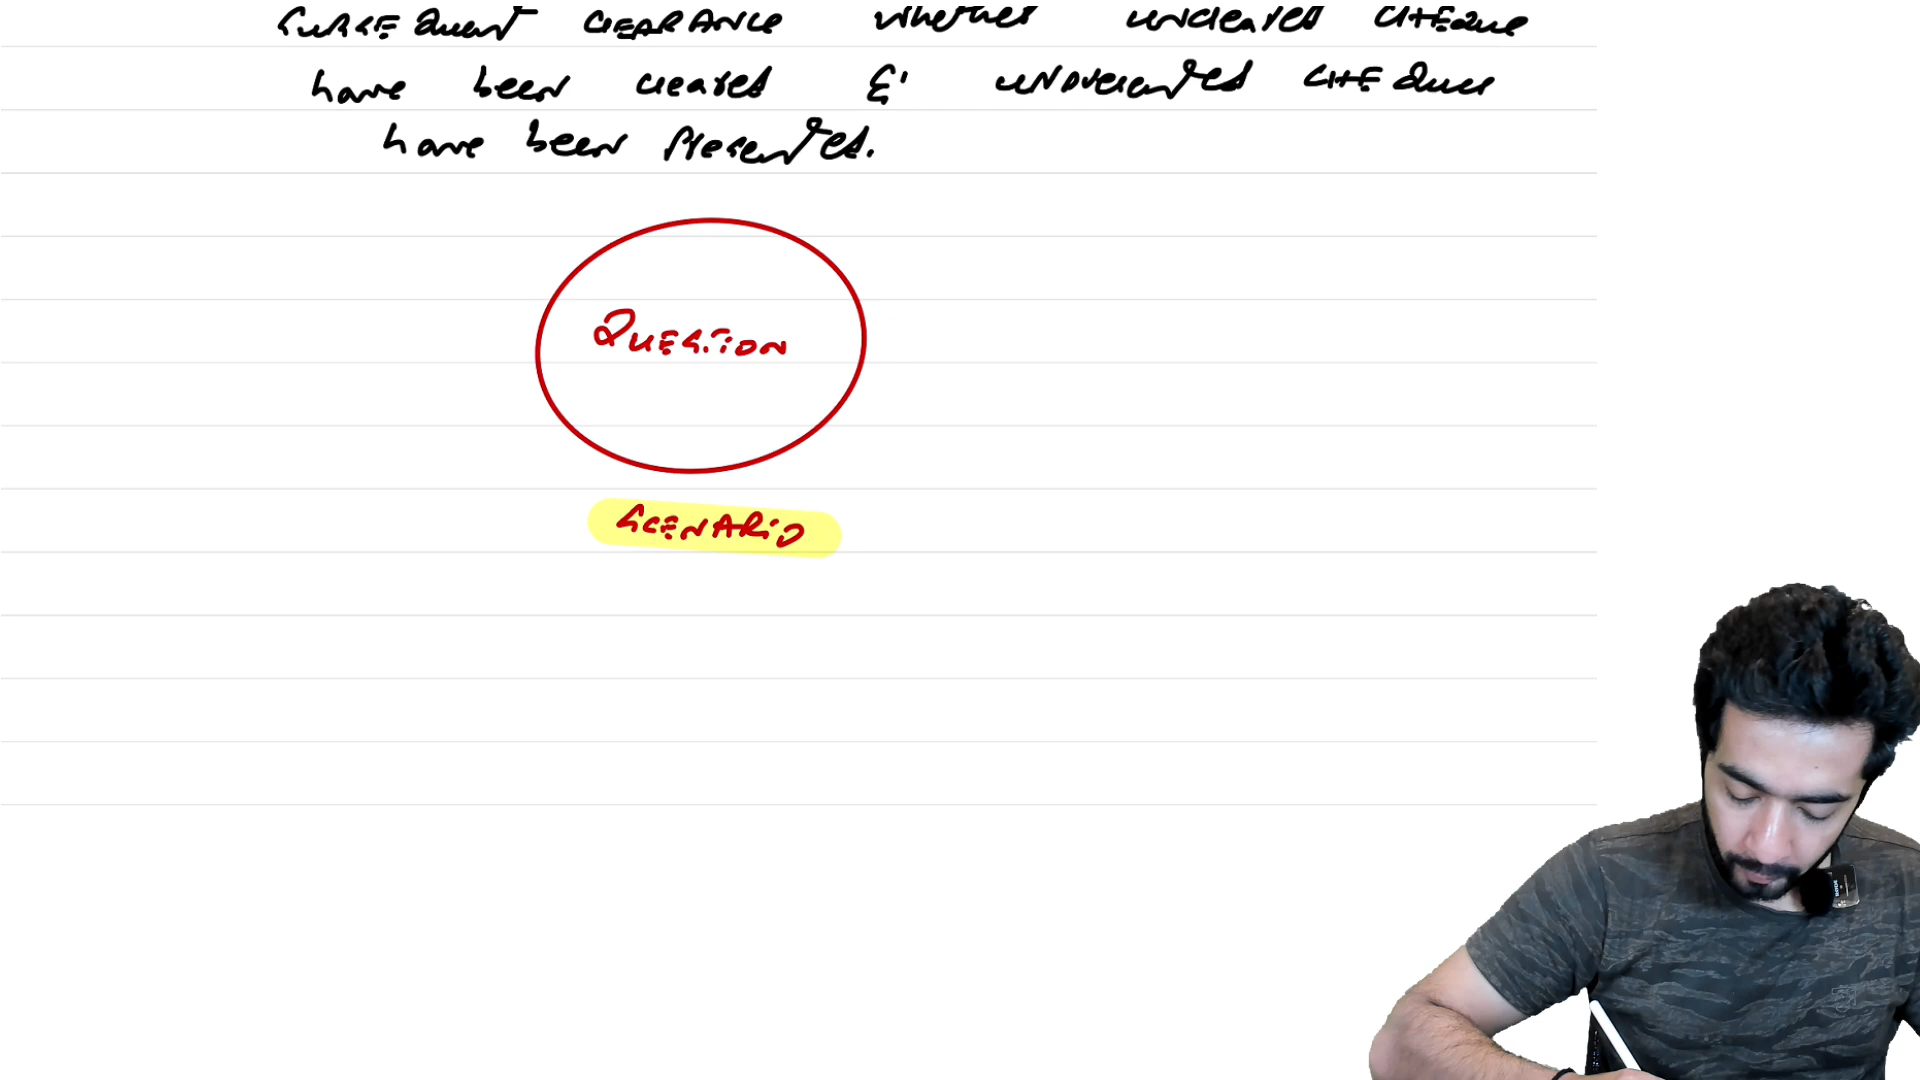 SUBSEQUENT CLEARANCE whether uncleared CHEQue
have been cleared & unpresented CHEQues
have been Presented.
QUESTION
SCENARIO